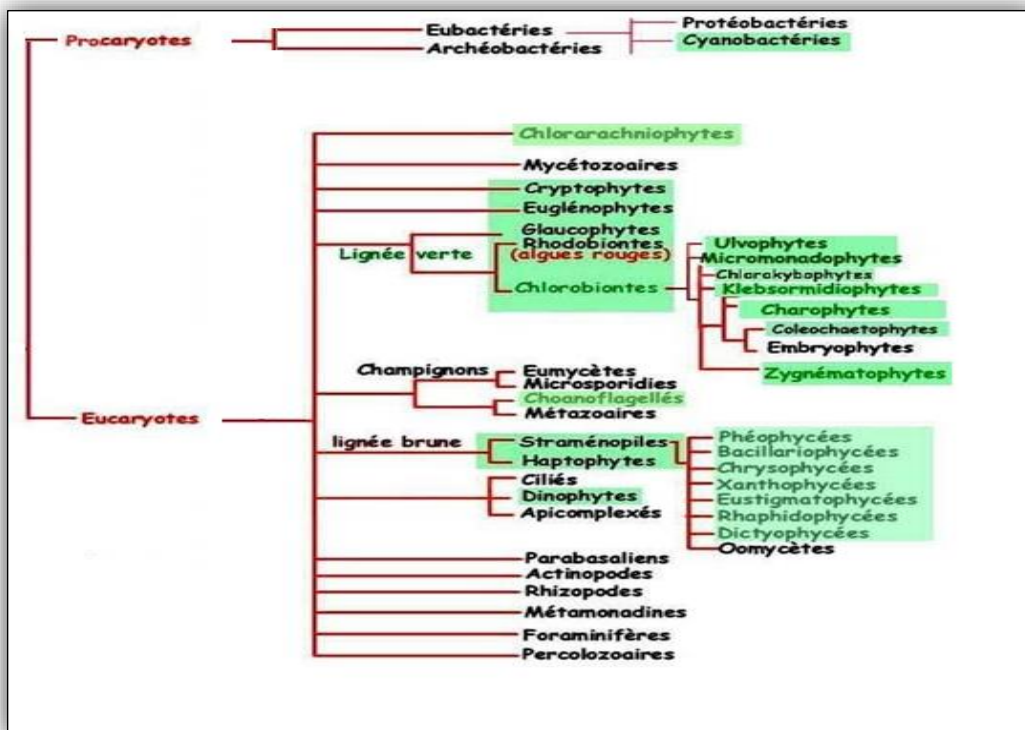 Procaryotes
Eubactéries
Archéobactéries
Protéobactéries
Cyanobactéries
Chlorarachniophytes
Mycétozoaires
Cryptophytes
Euglénophytes
Glaucophytes
Lignée verte
Rhodobiontes
(algues rouges)
Chlorobiontes
Ulvophytes
Micromonadophytes
Chlorokybophytes
Klebsormidiophytes
Charophytes
Coleochaetophytes
Embryophytes
Zygnématophytes
Champignons
Eumycètes
Microsporidies
Choanoflagellés
Métazoaires
Eucaryotes
lignée brune
Straménopiles
Haptophytes
Phéophycées
Bacillariophycées
Chrysophycées
Xanthophycées
Eustigmatophycées
Rhaphidophycées
Dictyophycées
Oomycètes
Ciliés
Dinophytes
Apicomplexés
Parabasaliens
Actinopodes
Rhizopodes
Métamonadines
Foraminifères
Percolozoaires